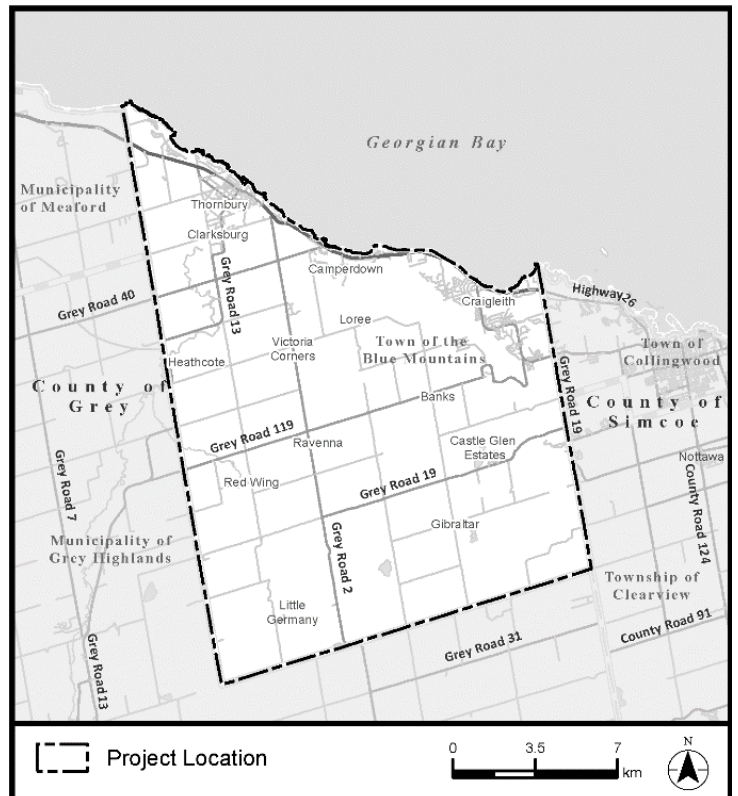 Georgian Bay
Municipality
of Meaford
Thornbury
Clarksburg
Camperdown
Craigleith
Highway26
Grey Road 40
Grey Road 13
Loree
Victoria
Corners
Town of the
Blue Mountains
Town of
Collingwood
Heathcote
County of
Grey
Banks
Grey Road 19
County of
Simcoe
Grey Road 119
Ravenna
Castle Glen
Estates
Nottawa
Red Wing
Grey Road 19
Grey Road 7
County Road 124
Gibraltar
Municipality of
Grey Highlands
Grey Road 2
Township of
Clearview
Little
Germany
County Road 91
Grey Road 31
Grey Road13
Project Location
0 3.5 7
km
N